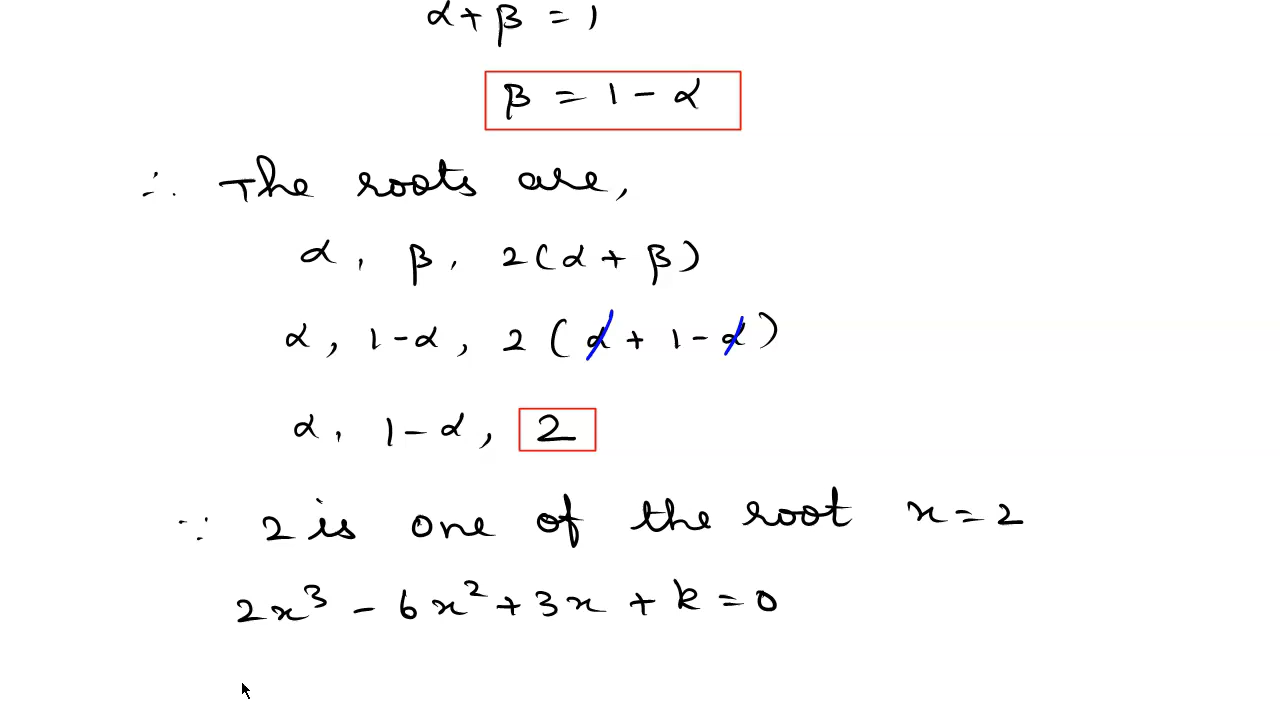 α + β = 1
β = 1 - α
∴ The roots are,
α, β, 2(α + β)
α, 1-α, 2(α + 1-α)
α, 1-α, 2
∵ 2 is one of the root x = 2
2x³ - 6x² + 3x + k = 0